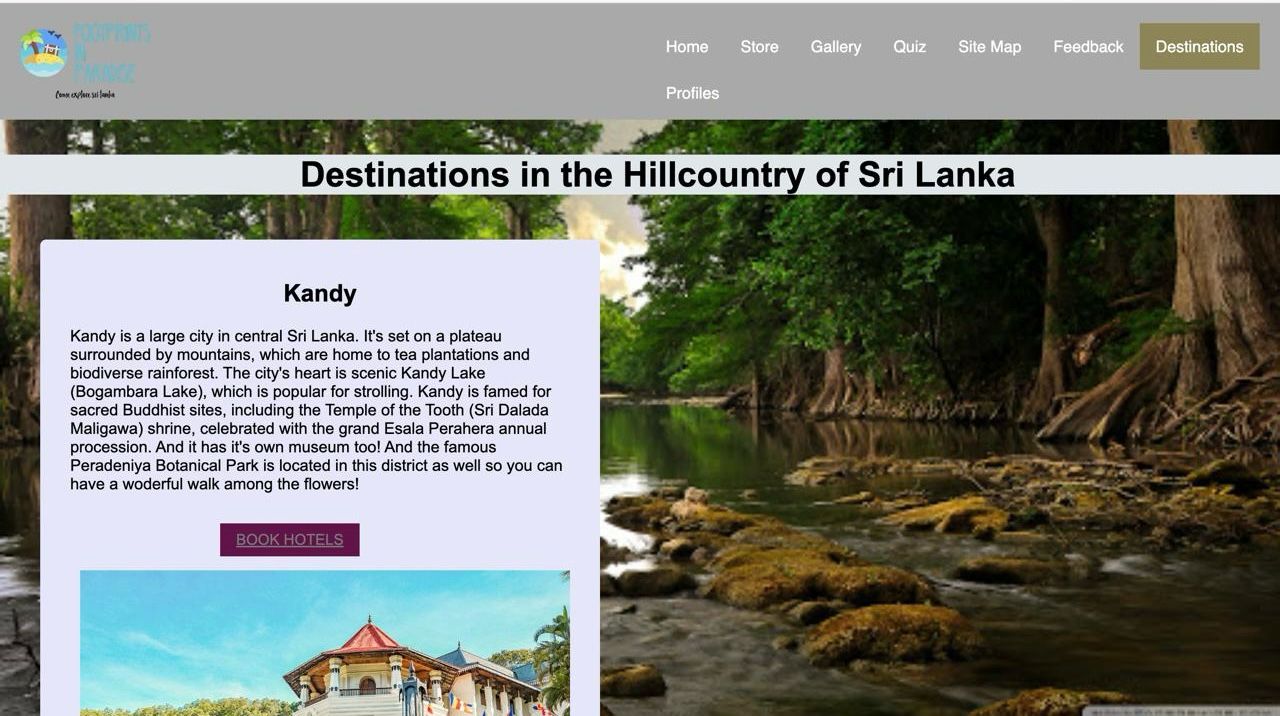 FOOTPRINTS
IN
PARADISE
Come explore sri lanka
Home Store Gallery Quiz Site Map Feedback Destinations
Profiles
Destinations in the Hillcountry of Sri Lanka
Kandy
Kandy is a large city in central Sri Lanka. It's set on a plateau
surrounded by mountains, which are home to tea plantations and
biodiverse rainforest. The city's heart is scenic Kandy Lake
(Bogambara Lake), which is popular for strolling. Kandy is famed for
sacred Buddhist sites, including the Temple of the Tooth (Sri Dalada
Maligawa) shrine, celebrated with the grand Esala Perahera annual
procession. And it has it's own museum too! And the famous
Peradeniya Botanical Park is located in this district as well so you can
have a woderful walk among the flowers!
BOOK HOTELS